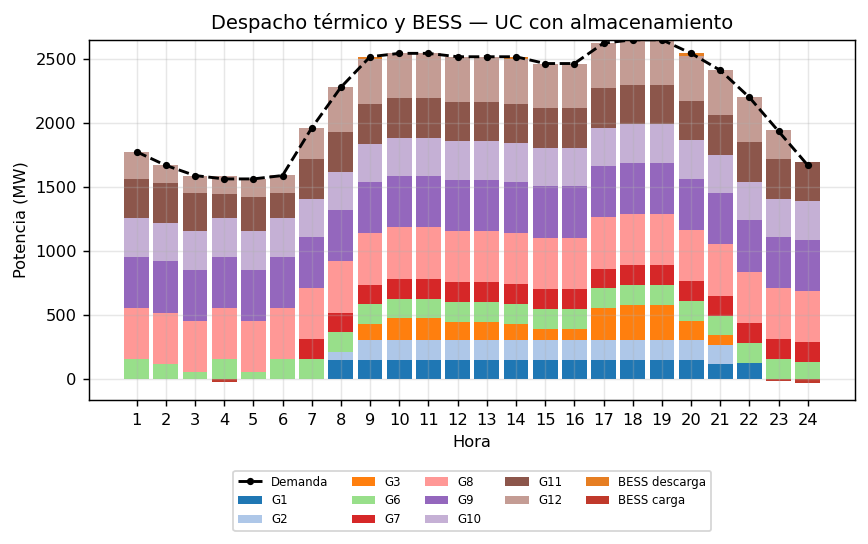 Despacho térmico y BESS — UC con almacenamiento
Potencia (MW)
2500
2000
1500
1000
500
0
1 2 3 4 5 6 7 8 9 10 11 12 13 14 15 16 17 18 19 20 21 22 23 24
Hora
Demanda G3 G8 G11 BESS descarga
G1 G6 G9 G12 BESS carga
G2 G7 G10